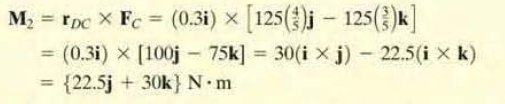 M₂ = r_DC × F_C = (0.3i) × [125(4/5)j − 125(3/5)k]
= (0.3i) × [100j − 75k] = 30(i × j) − 22.5(i × k)
= {22.5j + 30k} N · m